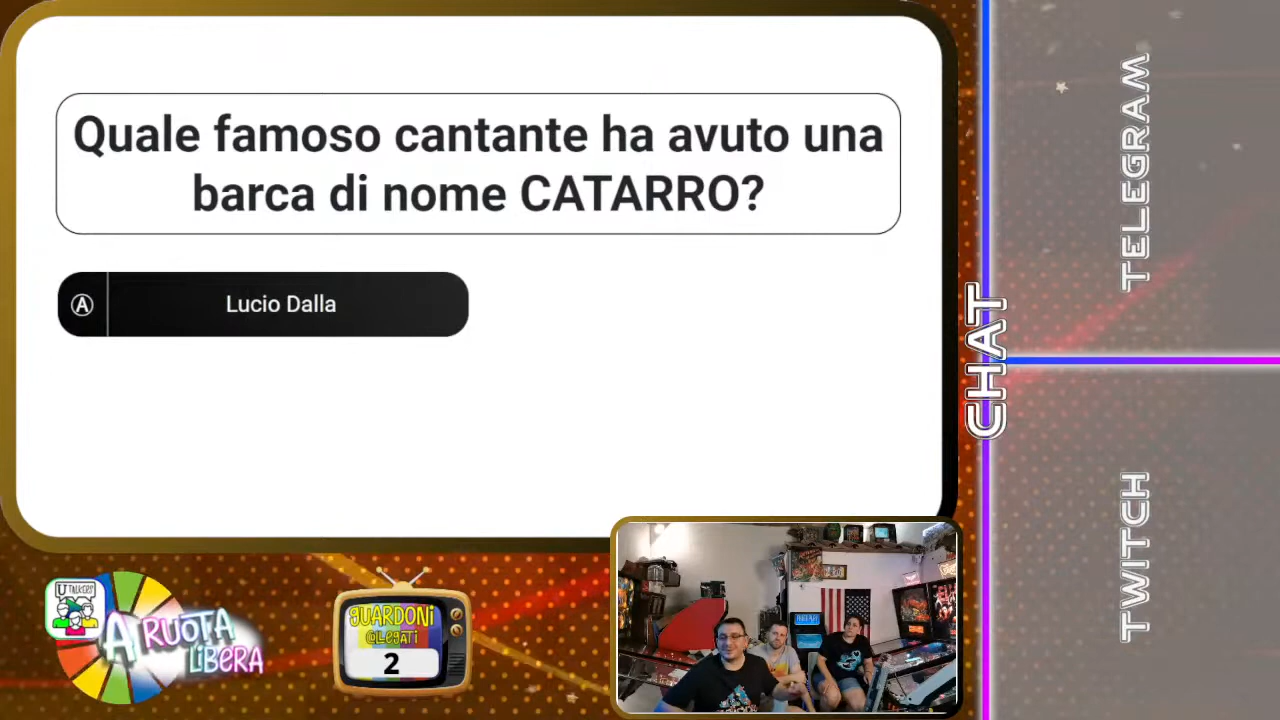 Quale famoso cantante ha avuto una
barca di nome CATARRO?
A
Lucio Dalla
TELEGRAM
CHAT
TWITCH
U TALKERS
A RUOTA
LIBERA
GUARDONI
@LEGATI
2